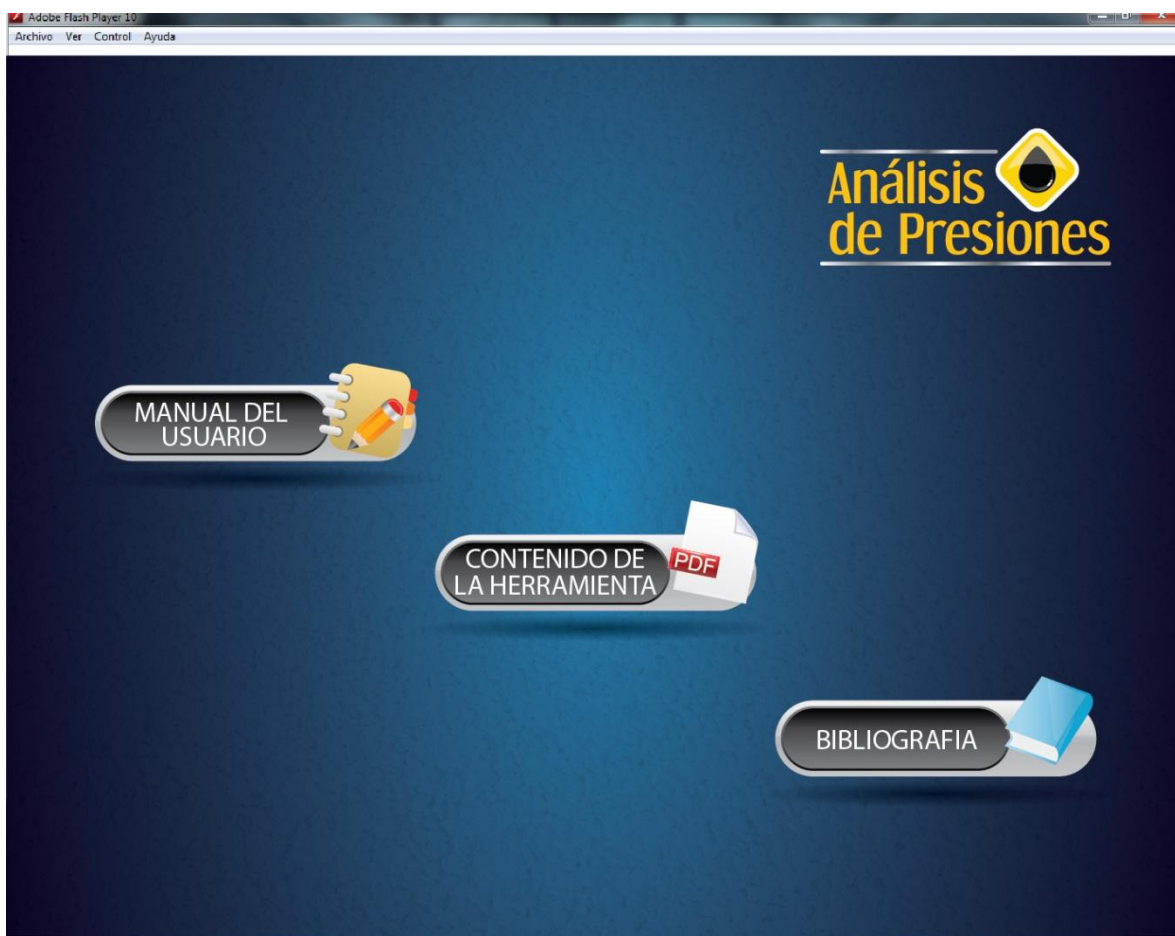 Adobe Flash Player 10
Archivo Ver Control Ayuda
Análisis
de Presiones
MANUAL DEL
USUARIO
CONTENIDO DE
LA HERRAMIENTA
PDF
BIBLIOGRAFIA